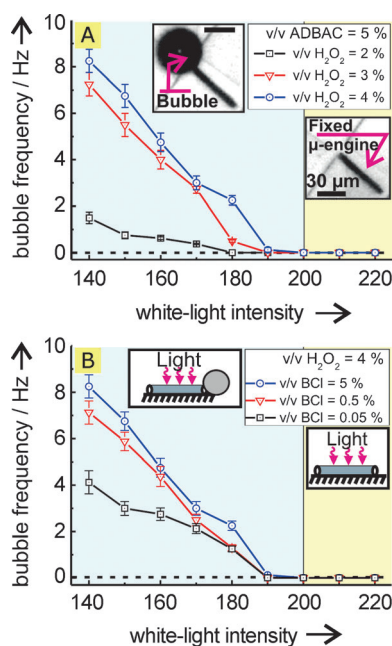 A
v/v ADBAC = 5 %
v/v H₂O₂ = 2 %
v/v H₂O₂ = 3 %
v/v H₂O₂ = 4 %
Bubble
Fixed
μ-engine
30 μm
bubble frequency / Hz →
8
6
4
2
0
140 160 180 200 220
white-light intensity →
B
Light
v/v H₂O₂ = 4 %
v/v BCl = 5 %
v/v BCl = 0.5 %
v/v BCl = 0.05 %
Light
bubble frequency / Hz →
8
6
4
2
0
140 160 180 200 220
white-light intensity →